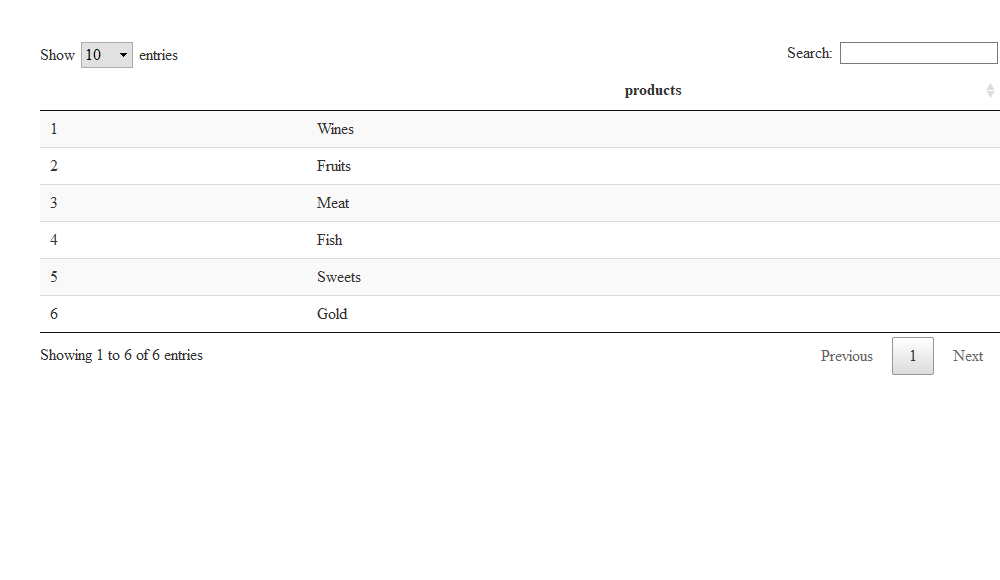 Show 10 entries Search:
products
1 Wines
2 Fruits
3 Meat
4 Fish
5 Sweets
6 Gold
Showing 1 to 6 of 6 entries Previous 1 Next